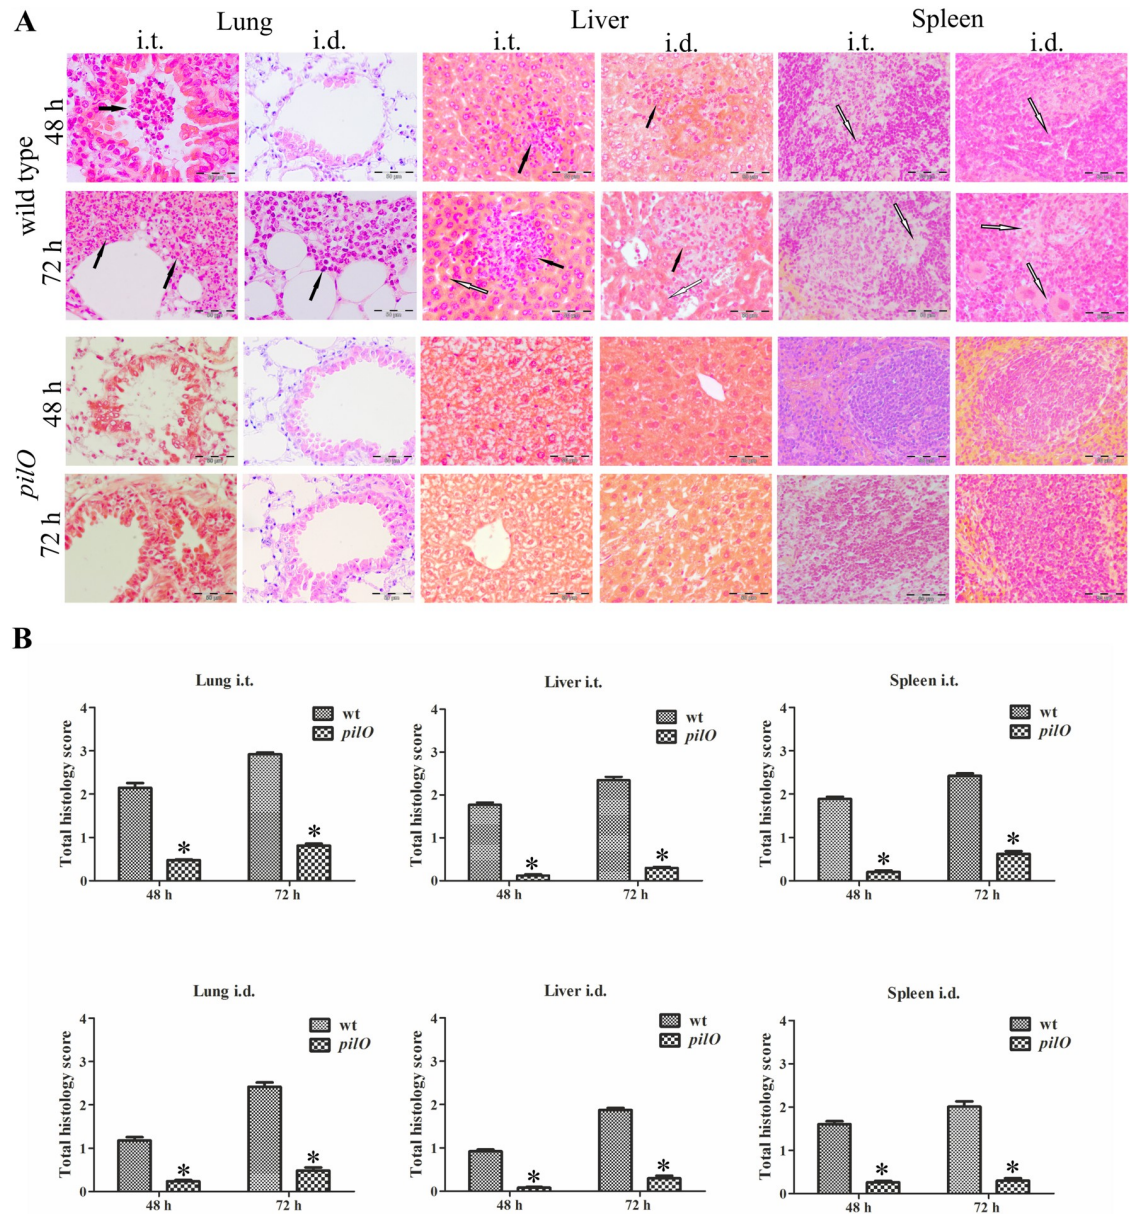 A
Lung
Liver
Spleen
i.t.
i.d.
i.t.
i.d.
i.t.
i.d.
wild type
48 h
72 h
pilO
48 h
72 h
B
Lung i.t.
Total histology score
4
3
2
1
0
wt
pilO
*
*
48 h
72 h
Liver i.t.
Total histology score
4
3
2
1
0
wt
pilO
*
*
48 h
72 h
Spleen i.t.
Total histology score
4
3
2
1
0
wt
pilO
*
*
48 h
72 h
Lung i.d.
Total histology score
4
3
2
1
0
wt
pilO
*
*
48 h
72 h
Liver i.d.
Total histology score
4
3
2
1
0
wt
pilO
*
*
48 h
72 h
Spleen i.d.
Total histology score
4
3
2
1
0
wt
pilO
*
*
48 h
72 h